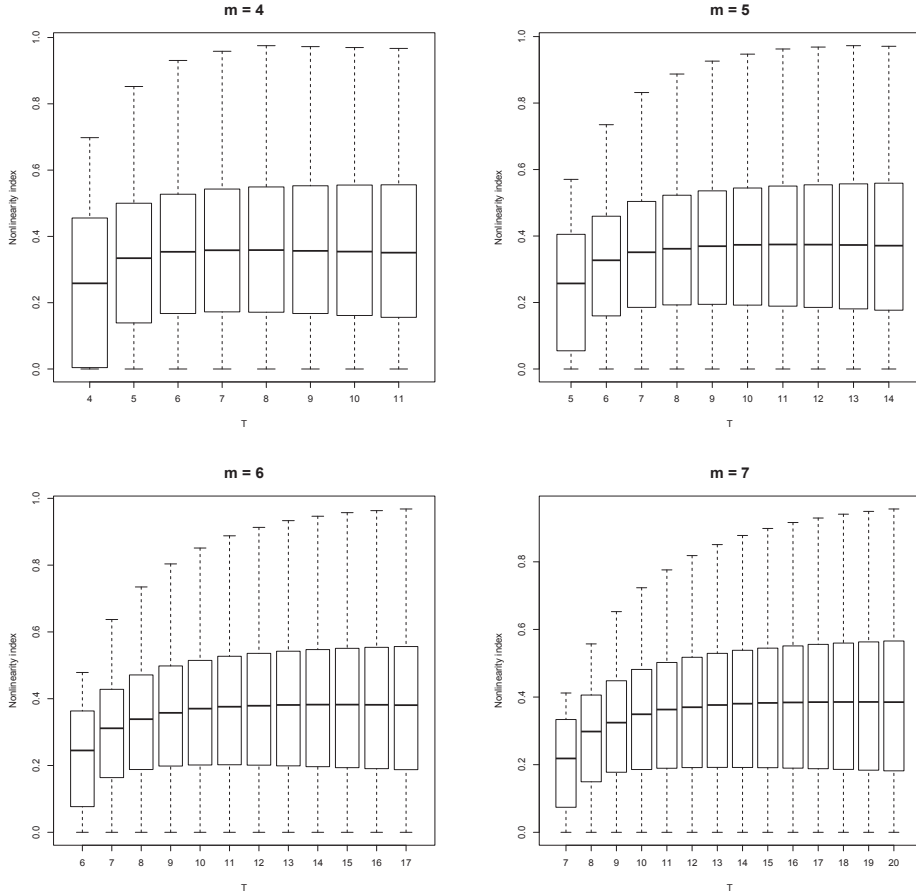 m = 4
Nonlinearity index
0.0 0.2 0.4 0.6 0.8 1.0
4 5 6 7 8 9 10 11
T
m = 5
Nonlinearity index
0.0 0.2 0.4 0.6 0.8 1.0
5 6 7 8 9 10 11 12 13 14
T
m = 6
Nonlinearity index
0.0 0.2 0.4 0.6 0.8 1.0
6 7 8 9 10 11 12 13 14 15 16 17
T
m = 7
Nonlinearity index
0.0 0.2 0.4 0.6 0.8
7 8 9 10 11 12 13 14 15 16 17 18 19 20
T